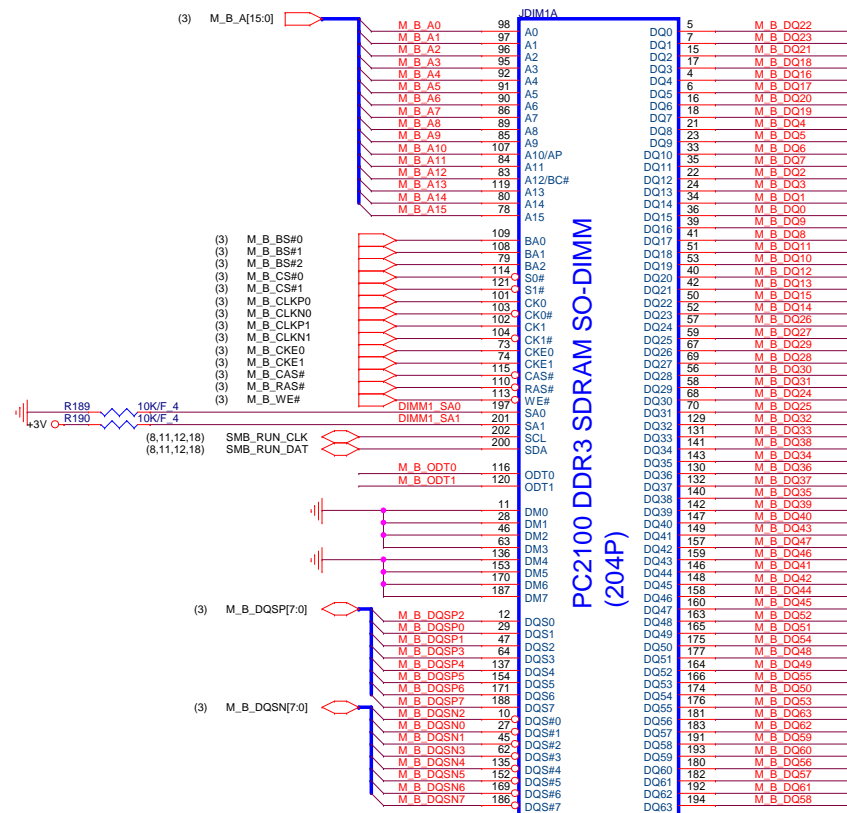 JDIM1A
(3) M_B_A[15:0]
M_B_A0 98 A0
M_B_A1 97 A1
M_B_A2 96 A2
M_B_A3 95 A3
M_B_A4 92 A4
M_B_A5 91 A5
M_B_A6 90 A6
M_B_A7 86 A7
M_B_A8 89 A8
M_B_A9 85 A9
M_B_A10 107 A10/AP
M_B_A11 84 A11
M_B_A12 83 A12/BC#
M_B_A13 119 A13
M_B_A14 80 A14
M_B_A15 78 A15
(3) M_B_BS#0 109 BA0
(3) M_B_BS#1 108 BA1
(3) M_B_BS#2 79 BA2
(3) M_B_CS#0 114 S0#
(3) M_B_CS#1 121 S1#
(3) M_B_CLKP0 101 CK0
(3) M_B_CLKN0 103 CK0#
(3) M_B_CLKP1 102 CK1
(3) M_B_CLKN1 104 CK1#
(3) M_B_CKE0 73 CKE0
(3) M_B_CKE1 74 CKE1
(3) M_B_CAS# 115 CAS#
(3) M_B_RAS# 110 RAS#
(3) M_B_WE# 113 WE#
R189 10K/F_4 DIMM1_SA0 197 SA0
+3V R190 10K/F_4 DIMM1_SA1 201 SA1
(8,11,12,18) SMB_RUN_CLK 202 SCL
(8,11,12,18) SMB_RUN_DAT 200 SDA
M_B_ODT0 116 ODT0
M_B_ODT1 120 ODT1
11 DM0
28 DM1
46 DM2
63 DM3
136 DM4
153 DM5
170 DM6
187 DM7
(3) M_B_DQSP[7:0]
M_B_DQSP2 12 DQS0
M_B_DQSP0 29 DQS1
M_B_DQSP1 47 DQS2
M_B_DQSP3 64 DQS3
M_B_DQSP4 137 DQS4
M_B_DQSP5 154 DQS5
M_B_DQSP6 171 DQS6
M_B_DQSP7 188 DQS7
(3) M_B_DQSN[7:0]
M_B_DQSN2 10 DQS#0
M_B_DQSN0 27 DQS#1
M_B_DQSN1 45 DQS#2
M_B_DQSN3 62 DQS#3
M_B_DQSN4 135 DQS#4
M_B_DQSN5 152 DQS#5
M_B_DQSN6 169 DQS#6
M_B_DQSN7 186 DQS#7
PC2100 DDR3 SDRAM SO-DIMM
(204P)
DQ0 5 M_B_DQ22
DQ1 7 M_B_DQ23
DQ2 15 M_B_DQ21
DQ3 17 M_B_DQ18
DQ4 4 M_B_DQ16
DQ5 6 M_B_DQ17
DQ6 16 M_B_DQ20
DQ7 18 M_B_DQ19
DQ8 21 M_B_DQ4
DQ9 23 M_B_DQ5
DQ10 33 M_B_DQ6
DQ11 35 M_B_DQ7
DQ12 22 M_B_DQ2
DQ13 24 M_B_DQ3
DQ14 34 M_B_DQ1
DQ15 36 M_B_DQ0
DQ16 39 M_B_DQ9
DQ17 41 M_B_DQ8
DQ18 51 M_B_DQ11
DQ19 53 M_B_DQ10
DQ20 40 M_B_DQ12
DQ21 42 M_B_DQ13
DQ22 50 M_B_DQ15
DQ23 52 M_B_DQ14
DQ24 57 M_B_DQ26
DQ25 59 M_B_DQ27
DQ26 67 M_B_DQ29
DQ27 69 M_B_DQ28
DQ28 56 M_B_DQ30
DQ29 58 M_B_DQ31
DQ30 68 M_B_DQ24
DQ31 70 M_B_DQ25
DQ32 129 M_B_DQ32
DQ33 131 M_B_DQ33
DQ34 141 M_B_DQ38
DQ35 143 M_B_DQ34
DQ36 130 M_B_DQ36
DQ37 132 M_B_DQ37
DQ38 140 M_B_DQ35
DQ39 142 M_B_DQ39
DQ40 147 M_B_DQ40
DQ41 149 M_B_DQ43
DQ42 157 M_B_DQ47
DQ43 159 M_B_DQ46
DQ44 146 M_B_DQ41
DQ45 148 M_B_DQ42
DQ46 158 M_B_DQ44
DQ47 160 M_B_DQ45
DQ48 163 M_B_DQ52
DQ49 165 M_B_DQ51
DQ50 175 M_B_DQ54
DQ51 177 M_B_DQ48
DQ52 164 M_B_DQ49
DQ53 166 M_B_DQ55
DQ54 174 M_B_DQ50
DQ55 176 M_B_DQ53
DQ56 181 M_B_DQ63
DQ57 183 M_B_DQ62
DQ58 191 M_B_DQ59
DQ59 193 M_B_DQ60
DQ60 180 M_B_DQ56
DQ61 182 M_B_DQ57
DQ62 192 M_B_DQ61
DQ63 194 M_B_DQ58